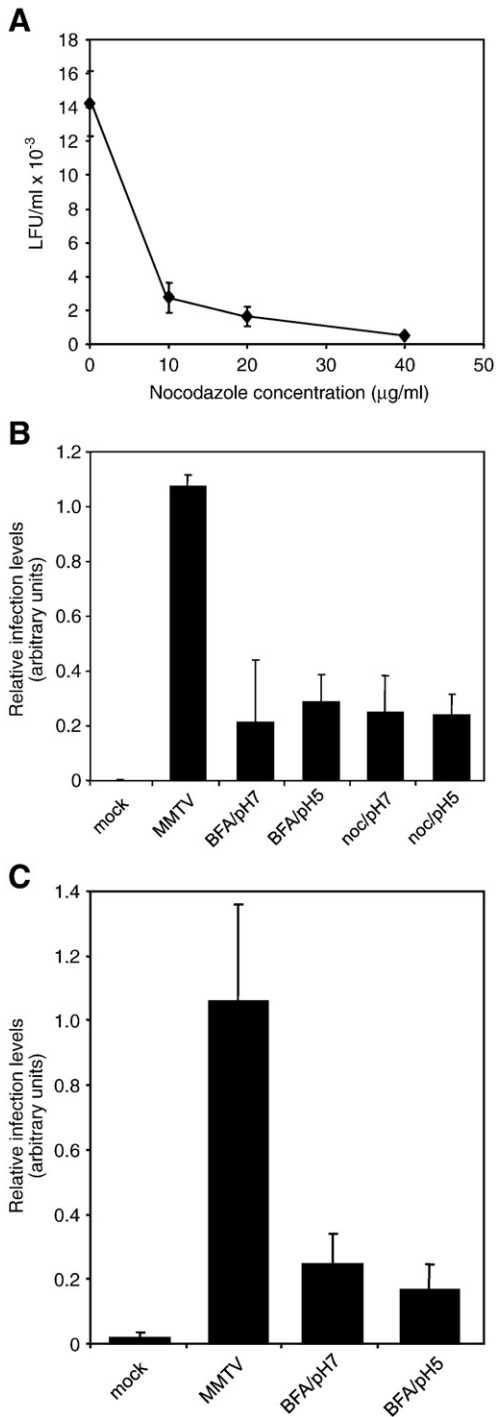 A
18
16
14
12
10
8
6
4
2
0
LFU/ml x 10-3
0 10 20 30 40 50
Nocodazole concentration (μg/ml)
B
1.2
1.0
0.8
0.6
0.4
0.2
0
Relative infection levels
(arbitrary units)
mock MMTV BFA/pH7 BFA/pH5 noc/pH7 noc/pH5
C
1.4
1.2
1.0
0.8
0.6
0.4
0.2
0
Relative infection levels
(arbitrary units)
mock MMTV BFA/pH7 BFA/pH5